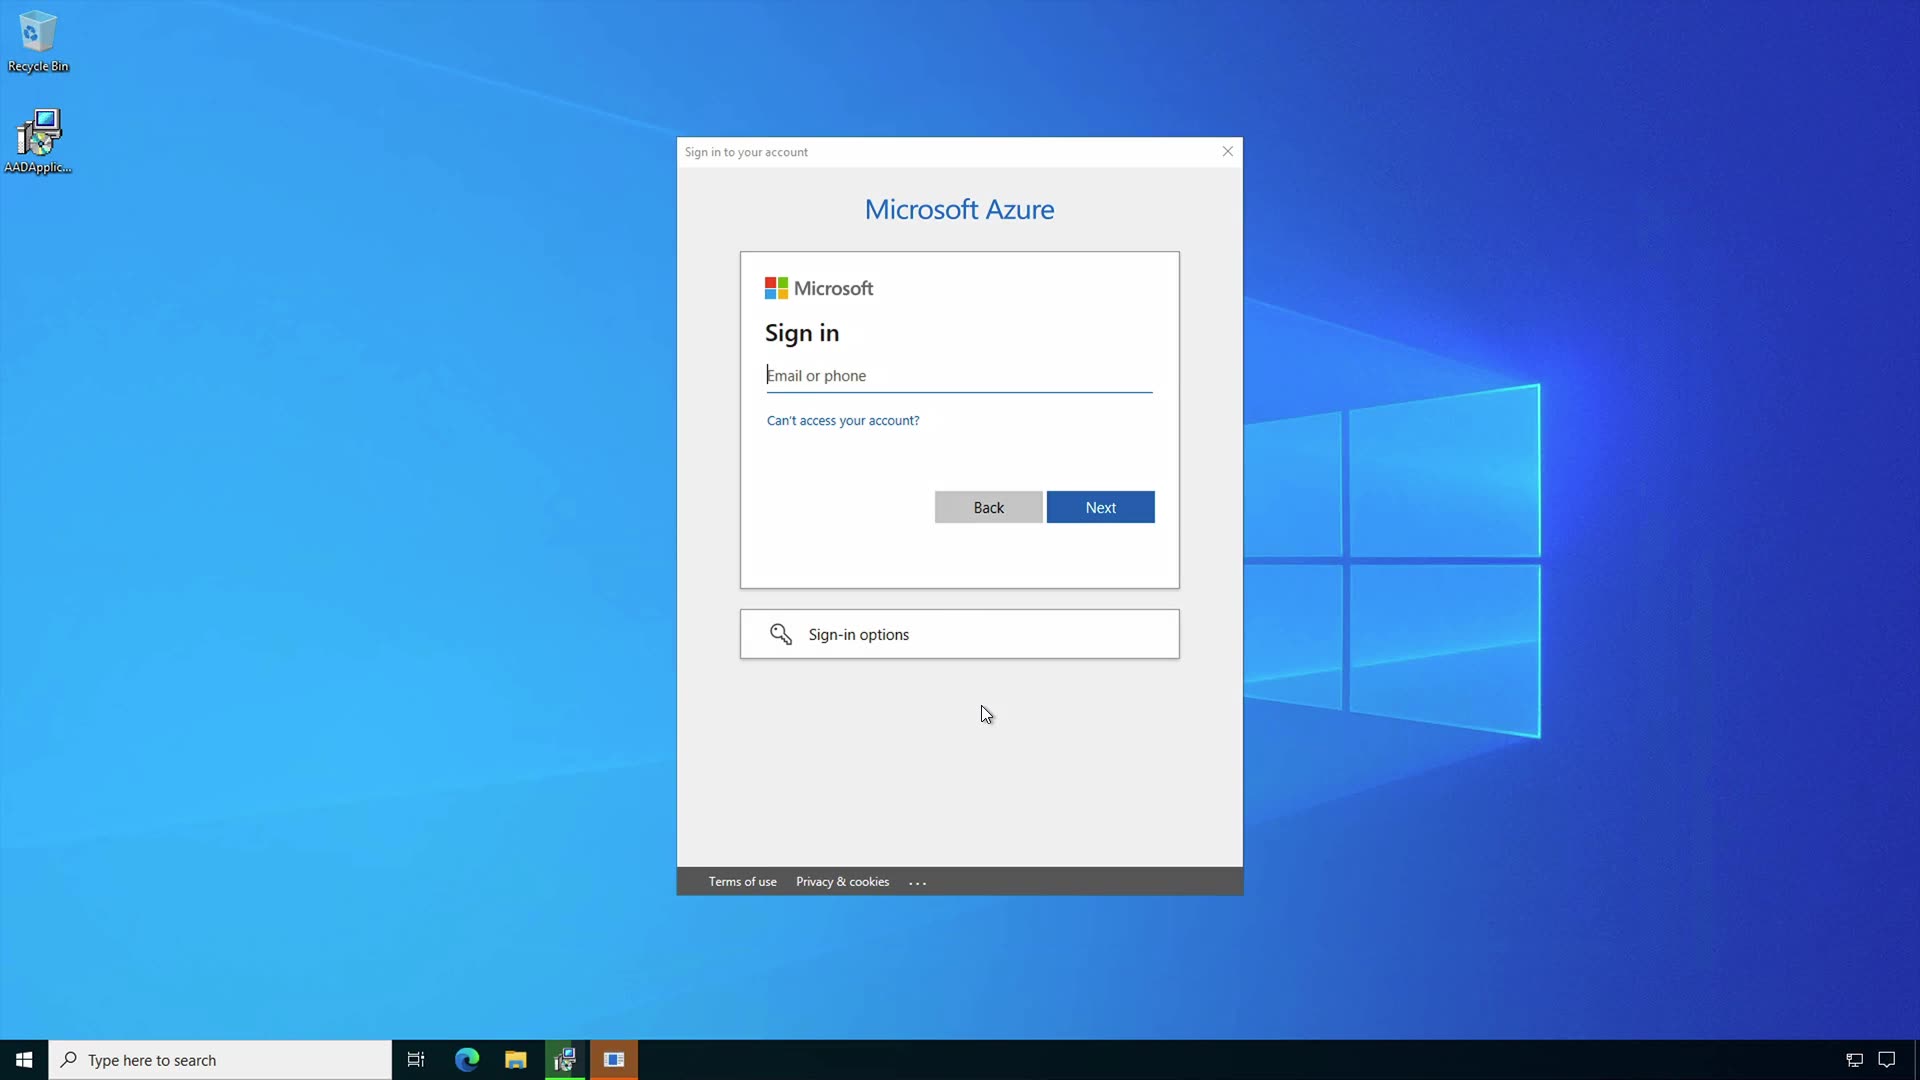 Recycle Bin
AADApplic...
Sign in to your account
Microsoft Azure
Microsoft
Sign in
Email or phone
Can't access your account?
Back
Next
Sign-in options
Terms of use
Privacy & cookies
...
Type here to search